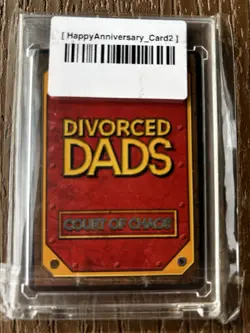 [ HappyAnniversary_Card2 ]
DIVORCED
DADS
COURT OF CHAOS